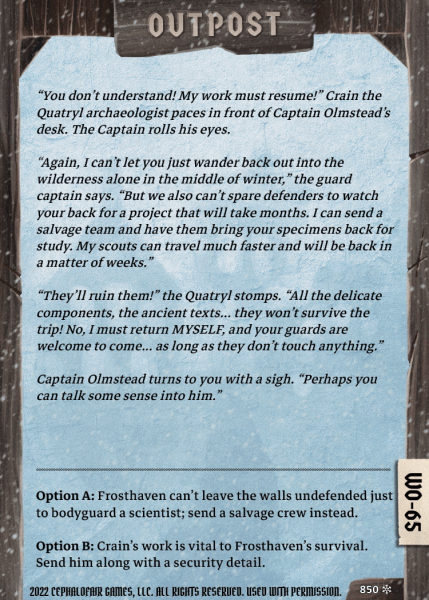 OUTPOST
“You don’t understand! My work must resume!” Crain the
Quatryl archaeologist paces in front of Captain Olmstead’s
desk. The Captain rolls his eyes.
“Again, I can’t let you just wander back out into the
wilderness alone in the middle of winter,” the guard
captain says. “But we also can’t spare defenders to watch
your back for a project that will take months. I can send a
salvage team and have them bring your specimens back for
study. My scouts can travel much faster and will be back in
a matter of weeks.”
“They’ll ruin them!” the Quatryl stomps. “All the delicate
components, the ancient texts... they won’t survive the
trip! No, I must return MYSELF, and your guards are
welcome to come... as long as they don’t touch anything.”
Captain Olmstead turns to you with a sigh. “Perhaps you
can talk some sense into him.”
Option A: Frosthaven can’t leave the walls undefended just
to bodyguard a scientist; send a salvage crew instead.
Option B: Crain’s work is vital to Frosthaven’s survival.
Send him along with a security detail.
WO-65
2022 CEPHALOFAIR GAMES, LLC. ALL RIGHTS RESERVED. USED WITH PERMISSION.
850